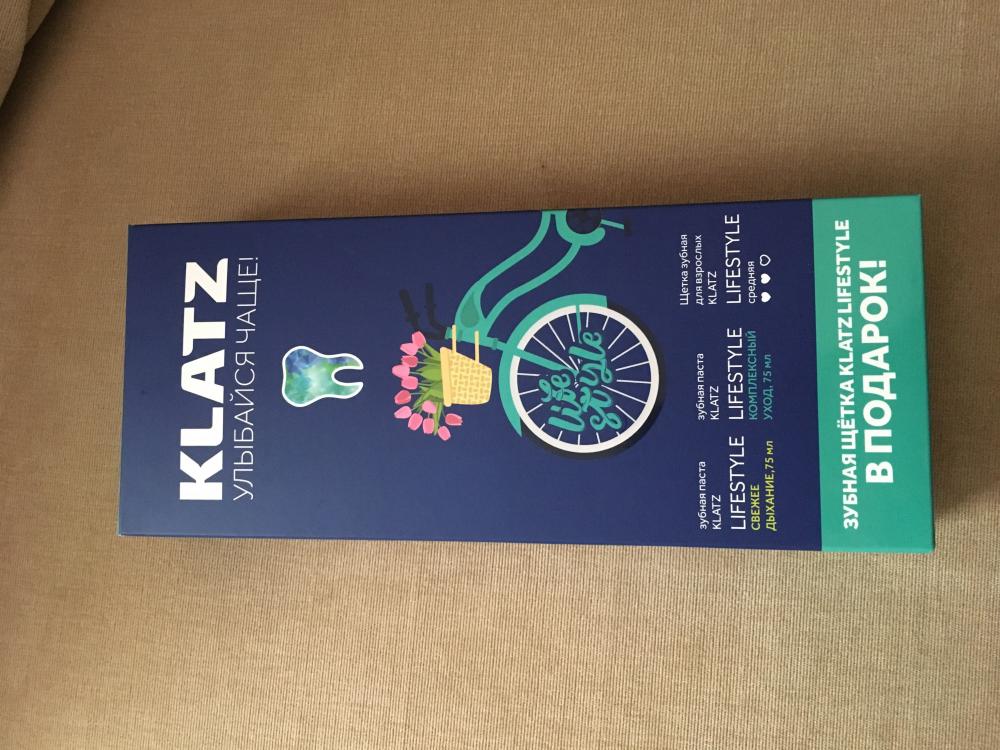 KLATZ
УЛЫБАЙСЯ ЧАЩЕ!
life
style
зубная паста
KLATZ
LIFESTYLE
СВЕЖЕЕ
ДЫХАНИЕ,75 мл
зубная паста
KLATZ
LIFESTYLE
КОМПЛЕКСНЫЙ
УХОД, 75 мл
Щетка зубная
для взрослых
KLATZ
LIFESTYLE
средняя
ЗУБНАЯ ЩЁТКА KLATZ LIFESTYLE
В ПОДАРОК!